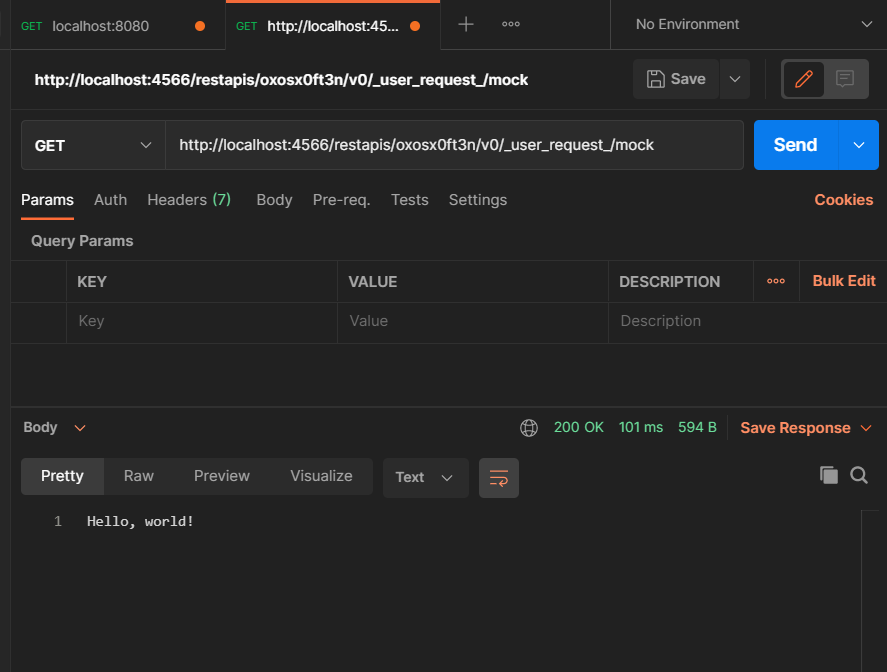 GET localhost:8080 GET http://localhost:45... No Environment
http://localhost:4566/restapis/oxosx0ft3n/v0/_user_request_/mock Save
GET http://localhost:4566/restapis/oxosx0ft3n/v0/_user_request_/mock Send
Params Auth Headers (7) Body Pre-req. Tests Settings Cookies
Query Params
KEY VALUE DESCRIPTION Bulk Edit
Key Value Description
Body 200 OK 101 ms 594 B Save Response
Pretty Raw Preview Visualize Text
1 Hello, world!